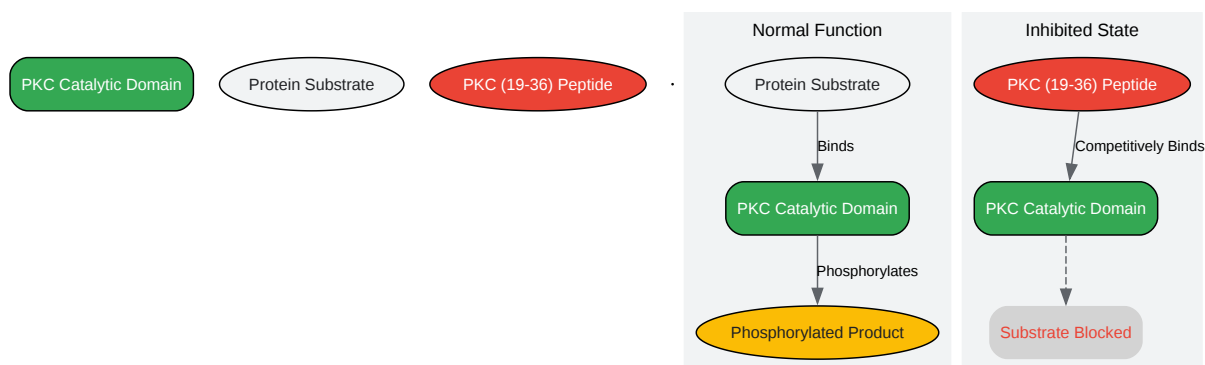 PKC Catalytic Domain
Protein Substrate
PKC (19-36) Peptide
.
Normal Function
Protein Substrate
Binds
PKC Catalytic Domain
Phosphorylates
Phosphorylated Product
Inhibited State
PKC (19-36) Peptide
Competitively Binds
PKC Catalytic Domain
Substrate Blocked